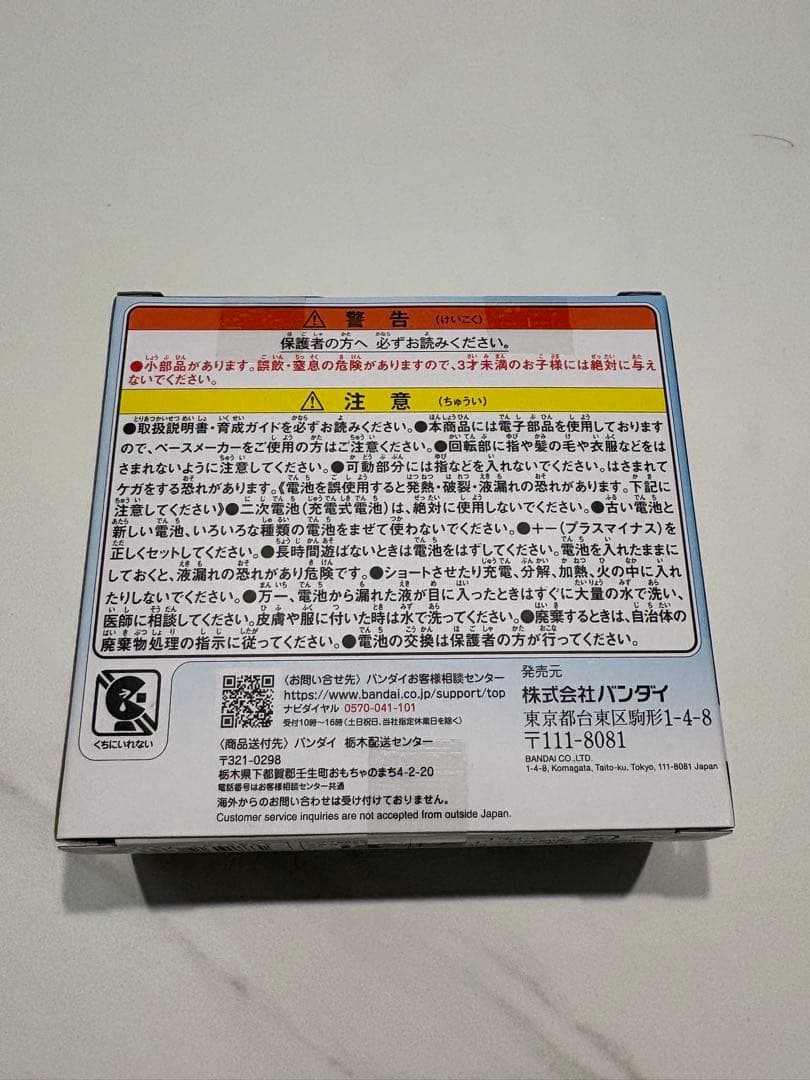 ⚠ 警告 (けいこく)
保護者の方へ 必ずお読みください。
●小部品があります。誤飲・窒息の危険がありますので、3才未満のお子様には絶対に与え
ないでください。
⚠ 注意 (ちゅうい)
●取扱説明書・育成ガイドを必ずお読みください。●本商品には電子部品を使用しております
ので、ペースメーカーをご使用の方はご注意ください。●回転部に指や髪の毛や衣服などをは
さまれないように注意してください。●可動部分には指などを入れないでください。はさまれて
ケガをする恐れがあります。《電池を誤使用すると発熱・破裂・液漏れの恐れがあります。下記に
注意してください》●二次電池(充電式電池)は、絶対に使用しないでください。●古い電池と
新しい電池、いろいろな種類の電池をまぜて使わないでください。●+−(プラスマイナス)を
正しくセットしてください。●長時間遊ばないときは電池をはずしてください。電池を入れたままに
しておくと、液漏れの恐れがあり危険です。●ショートさせたり充電、分解、加熱、火の中に入れ
たりしないでください。●万一、電池から漏れた液が目に入ったときはすぐに大量の水で洗い、
医師に相談してください。皮膚や服に付いた時は水で洗ってください。●廃棄するときは、自治体の
廃棄物処理の指示に従ってください。●電池の交換は保護者の方が行ってください。
くちにいれない
〈お問い合せ先〉バンダイお客様相談センター
https://www.bandai.co.jp/support/top
ナビダイヤル 0570-041-101
受付10時〜16時(土日祝日、当社指定休業日を除く)
〈商品送付先〉バンダイ 栃木配送センター
〒321-0298
栃木県下都賀郡壬生町おもちゃのまち4-2-20
電話番号はお客様相談センター共通
海外からのお問い合わせは受け付けておりません。
Customer service inquiries are not accepted from outside Japan.
発売元
株式会社バンダイ
東京都台東区駒形1-4-8
〒111-8081
BANDAI CO.,LTD.
1-4-8, Komagata, Taito-ku, Tokyo, 111-8081 Japan